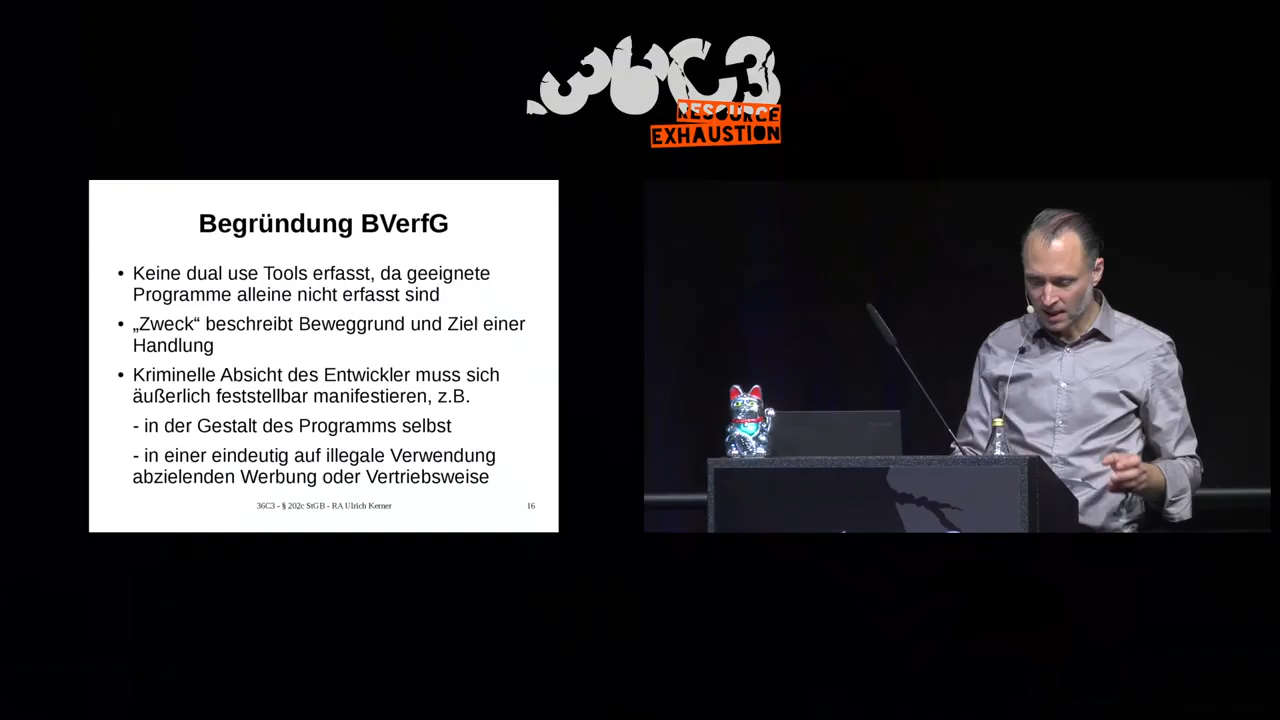 36C3
RESOURCE
EXHAUSTION
Begründung BVerfG
• Keine dual use Tools erfasst, da geeignete
Programme alleine nicht erfasst sind
• „Zweck“ beschreibt Beweggrund und Ziel einer
Handlung
• Kriminelle Absicht des Entwickler muss sich
äußerlich feststellbar manifestieren, z.B.
- in der Gestalt des Programms selbst
- in einer eindeutig auf illegale Verwendung
abzielenden Werbung oder Vertriebsweise
36C3 - § 202c StGB - RA Ulrich Kerner
16